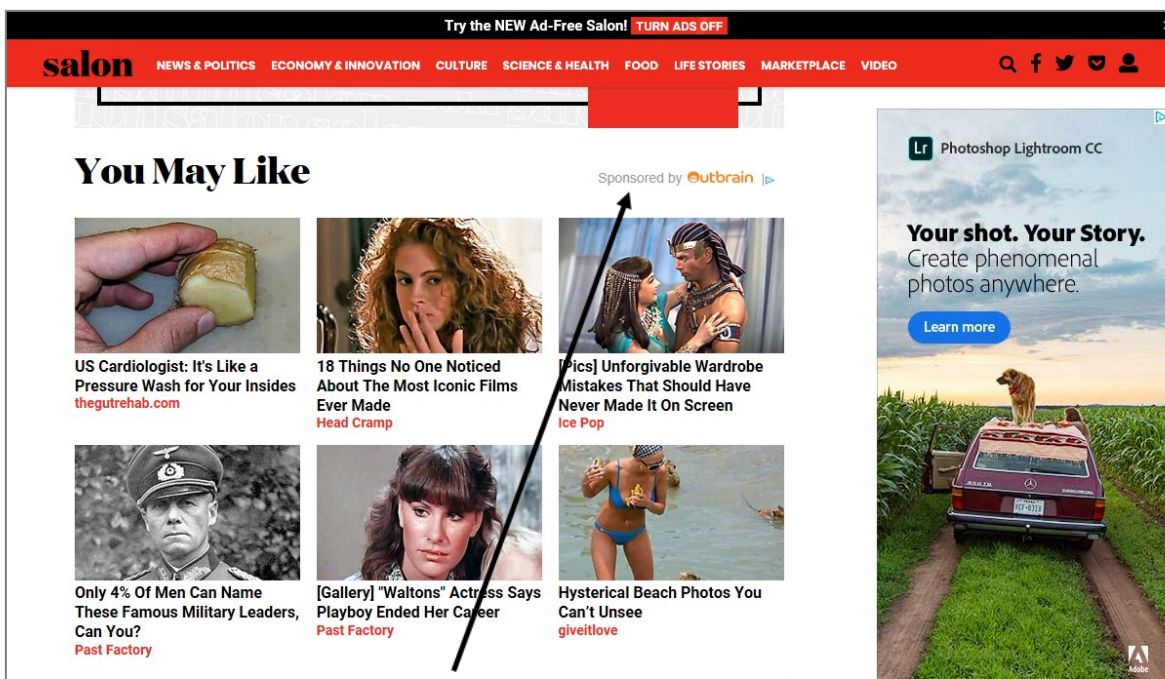 Try the NEW Ad-Free Salon! TURN ADS OFF
salon NEWS & POLITICS ECONOMY & INNOVATION CULTURE SCIENCE & HEALTH FOOD LIFE STORIES MARKETPLACE VIDEO
You May Like
Sponsored by Outbrain
US Cardiologist: It's Like a
Pressure Wash for Your Insides
thegutrehab.com
18 Things No One Noticed
About The Most Iconic Films
Ever Made
Head Cramp
[Pics] Unforgivable Wardrobe
Mistakes That Should Have
Never Made It On Screen
Ice Pop
Only 4% Of Men Can Name
These Famous Military Leaders,
Can You?
Past Factory
[Gallery] "Waltons" Actress Says
Playboy Ended Her Career
Past Factory
Hysterical Beach Photos You
Can't Unsee
giveitlove
Lr Photoshop Lightroom CC
Your shot. Your Story.
Create phenomenal
photos anywhere.
Learn more
Adobe